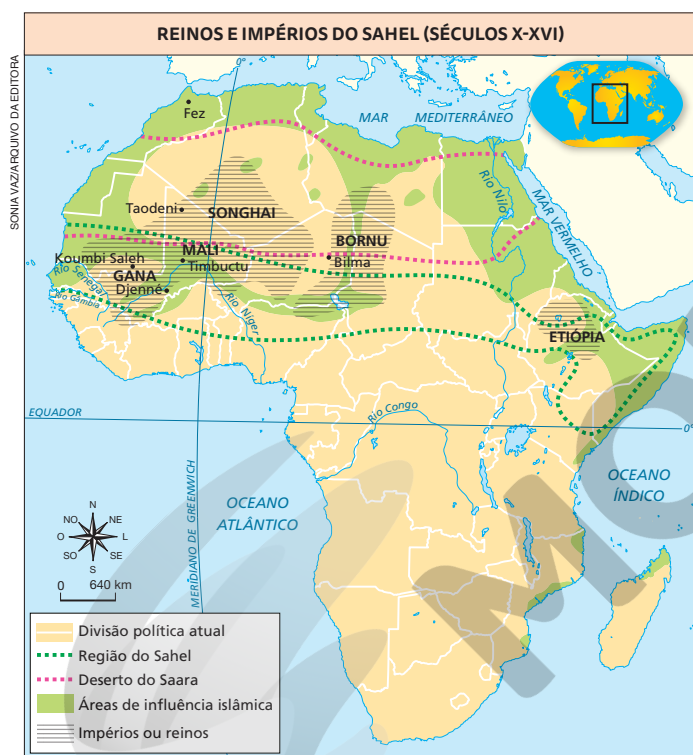 REINOS E IMPÉRIOS DO SAHEL (SÉCULOS X-XVI)
SONIA VAZ/ARQUIVO DA EDITORA
0°
Fez
MAR MEDITERRÂNEO
Rio Nilo
MAR VERMELHO
Taodeni
SONGHAI
BORNU
Bilma
MALI
Timbuctu
Koumbi Saleh
GANA
Djenné
Rio Senegal
Rio Gâmbia
Rio Níger
ETIÓPIA
EQUADOR
0°
Rio Congo
MERIDIANO DE GREENWICH
OCEANO
ATLÂNTICO
OCEANO
ÍNDICO
N
NO
NE
O
L
SO
SE
S
0 640 km
Divisão política atual
Região do Sahel
Deserto do Saara
Áreas de influência islâmica
Impérios ou reinos